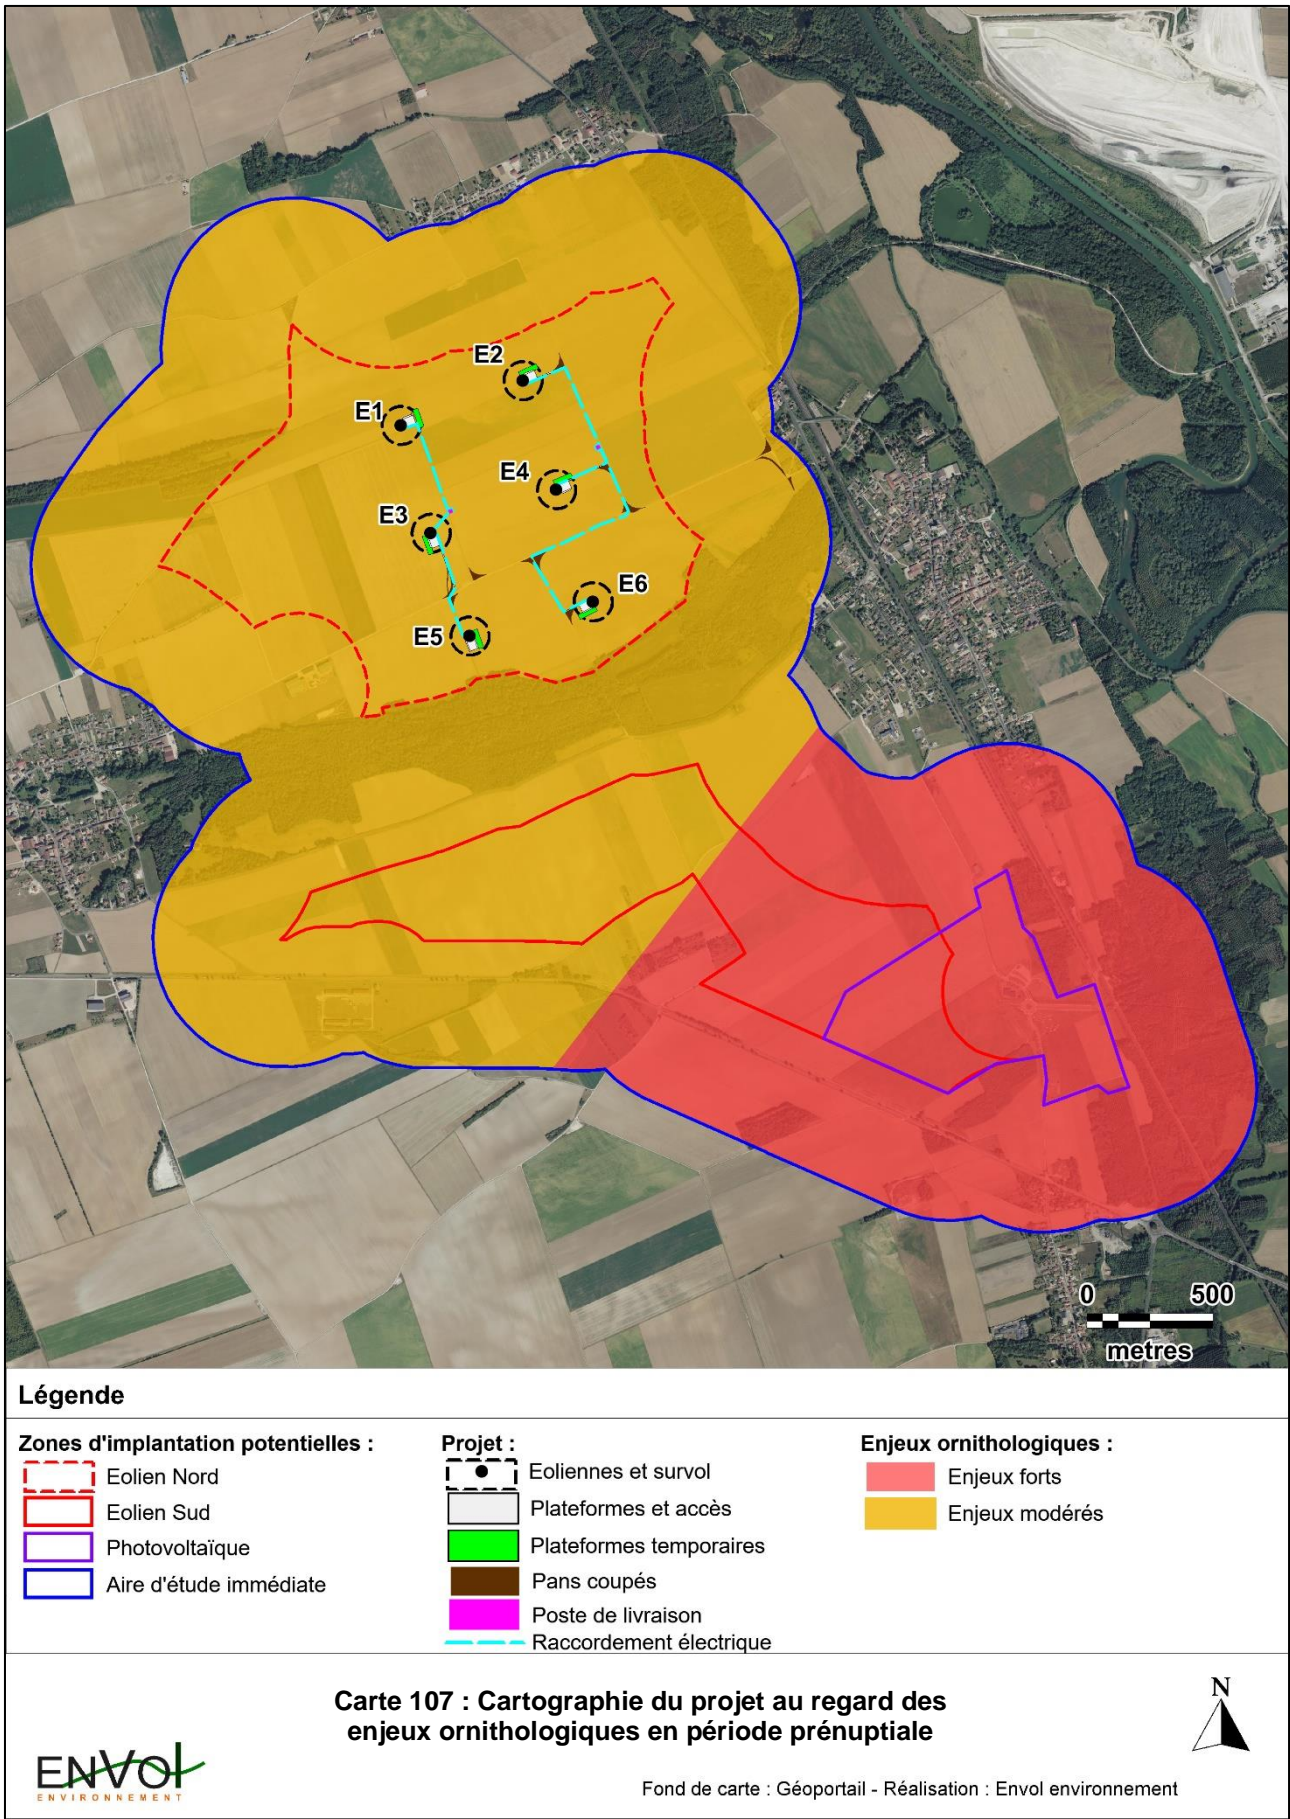 E2
E1
E4
E3
E6
E5
0 500
metres
Légende
Zones d'implantation potentielles :
Eolien Nord
Eolien Sud
Photovoltaïque
Aire d'étude immédiate
Projet :
Eoliennes et survol
Plateformes et accès
Plateformes temporaires
Pans coupés
Poste de livraison
Raccordement électrique
Enjeux ornithologiques :
Enjeux forts
Enjeux modérés
Carte 107 : Cartographie du projet au regard des
enjeux ornithologiques en période prénuptiale
N
ENVOl
ENVIRONNEMENT
Fond de carte : Géoportail - Réalisation : Envol environnement